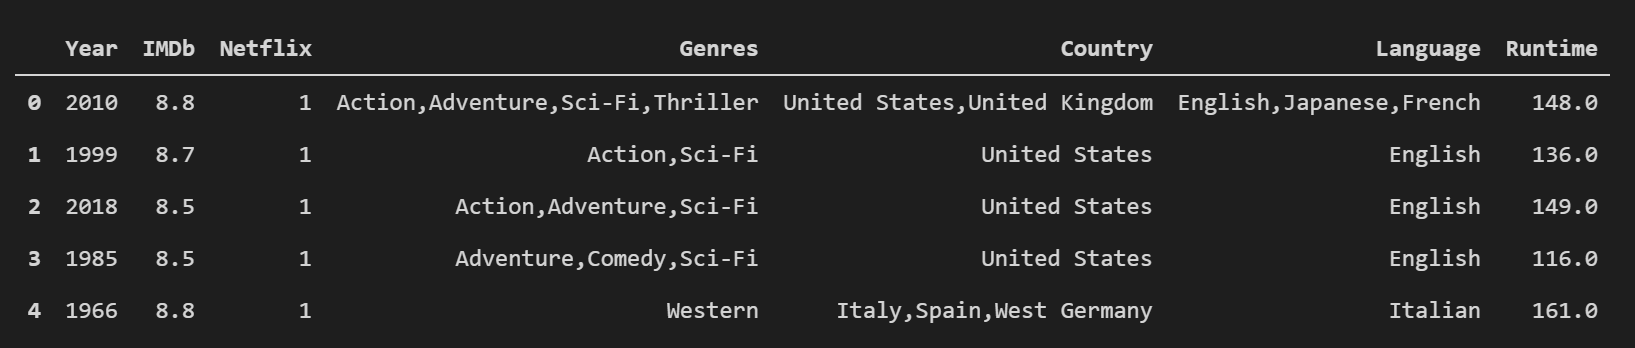 Year IMDb Netflix Genres Country Language Runtime
0 2010 8.8 1 Action,Adventure,Sci-Fi,Thriller United States,United Kingdom English,Japanese,French 148.0
1 1999 8.7 1 Action,Sci-Fi United States English 136.0
2 2018 8.5 1 Action,Adventure,Sci-Fi United States English 149.0
3 1985 8.5 1 Adventure,Comedy,Sci-Fi United States English 116.0
4 1966 8.8 1 Western Italy,Spain,West Germany Italian 161.0